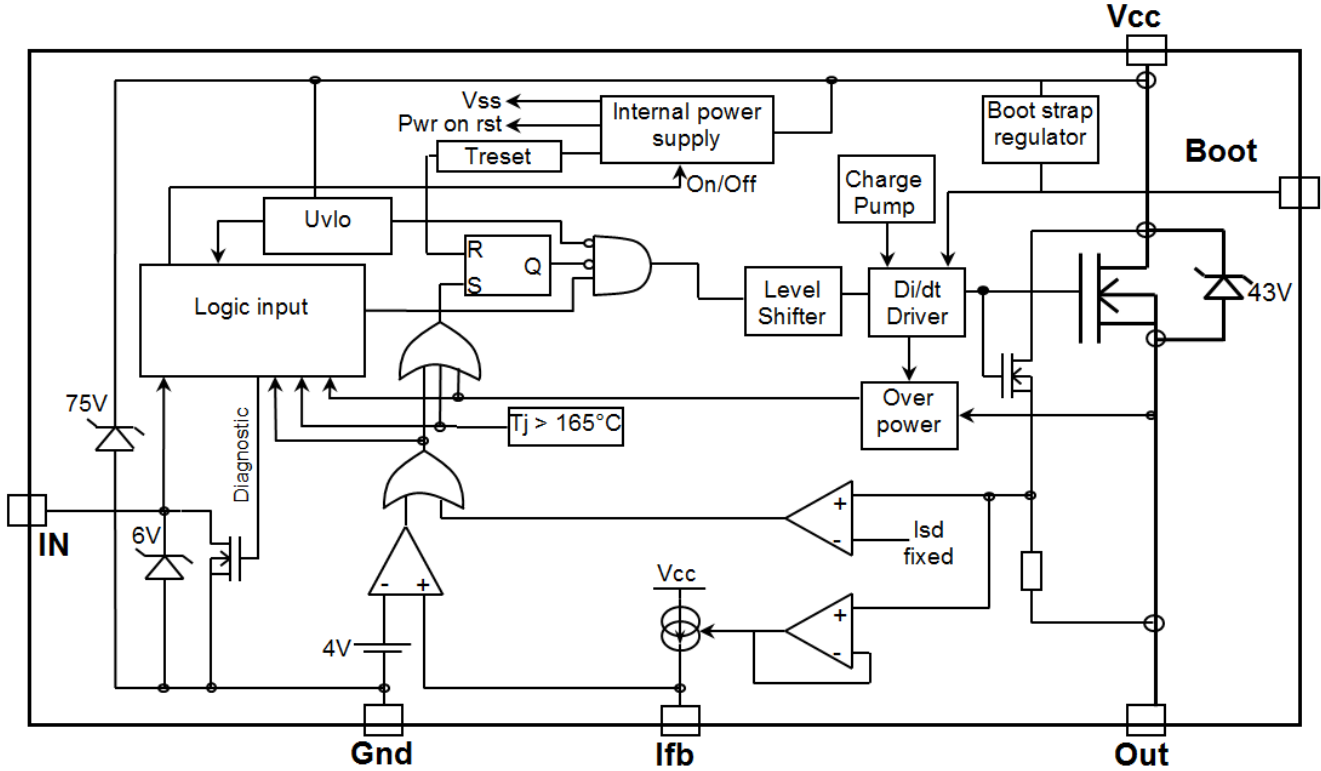 Vcc
Vss
Pwr on rst
Internal power
supply
Boot strap
regulator
Treset
On/Off
Charge
Pump
Boot
Uvlo
R
S
Q
Logic input
Level
Shifter
Di/dt
Driver
43V
75V
Over
power
Tj > 165°C
Diagnostic
+
-
Isd
fixed
IN
6V
-
+
Vcc
+
-
4V
Gnd
Ifb
Out